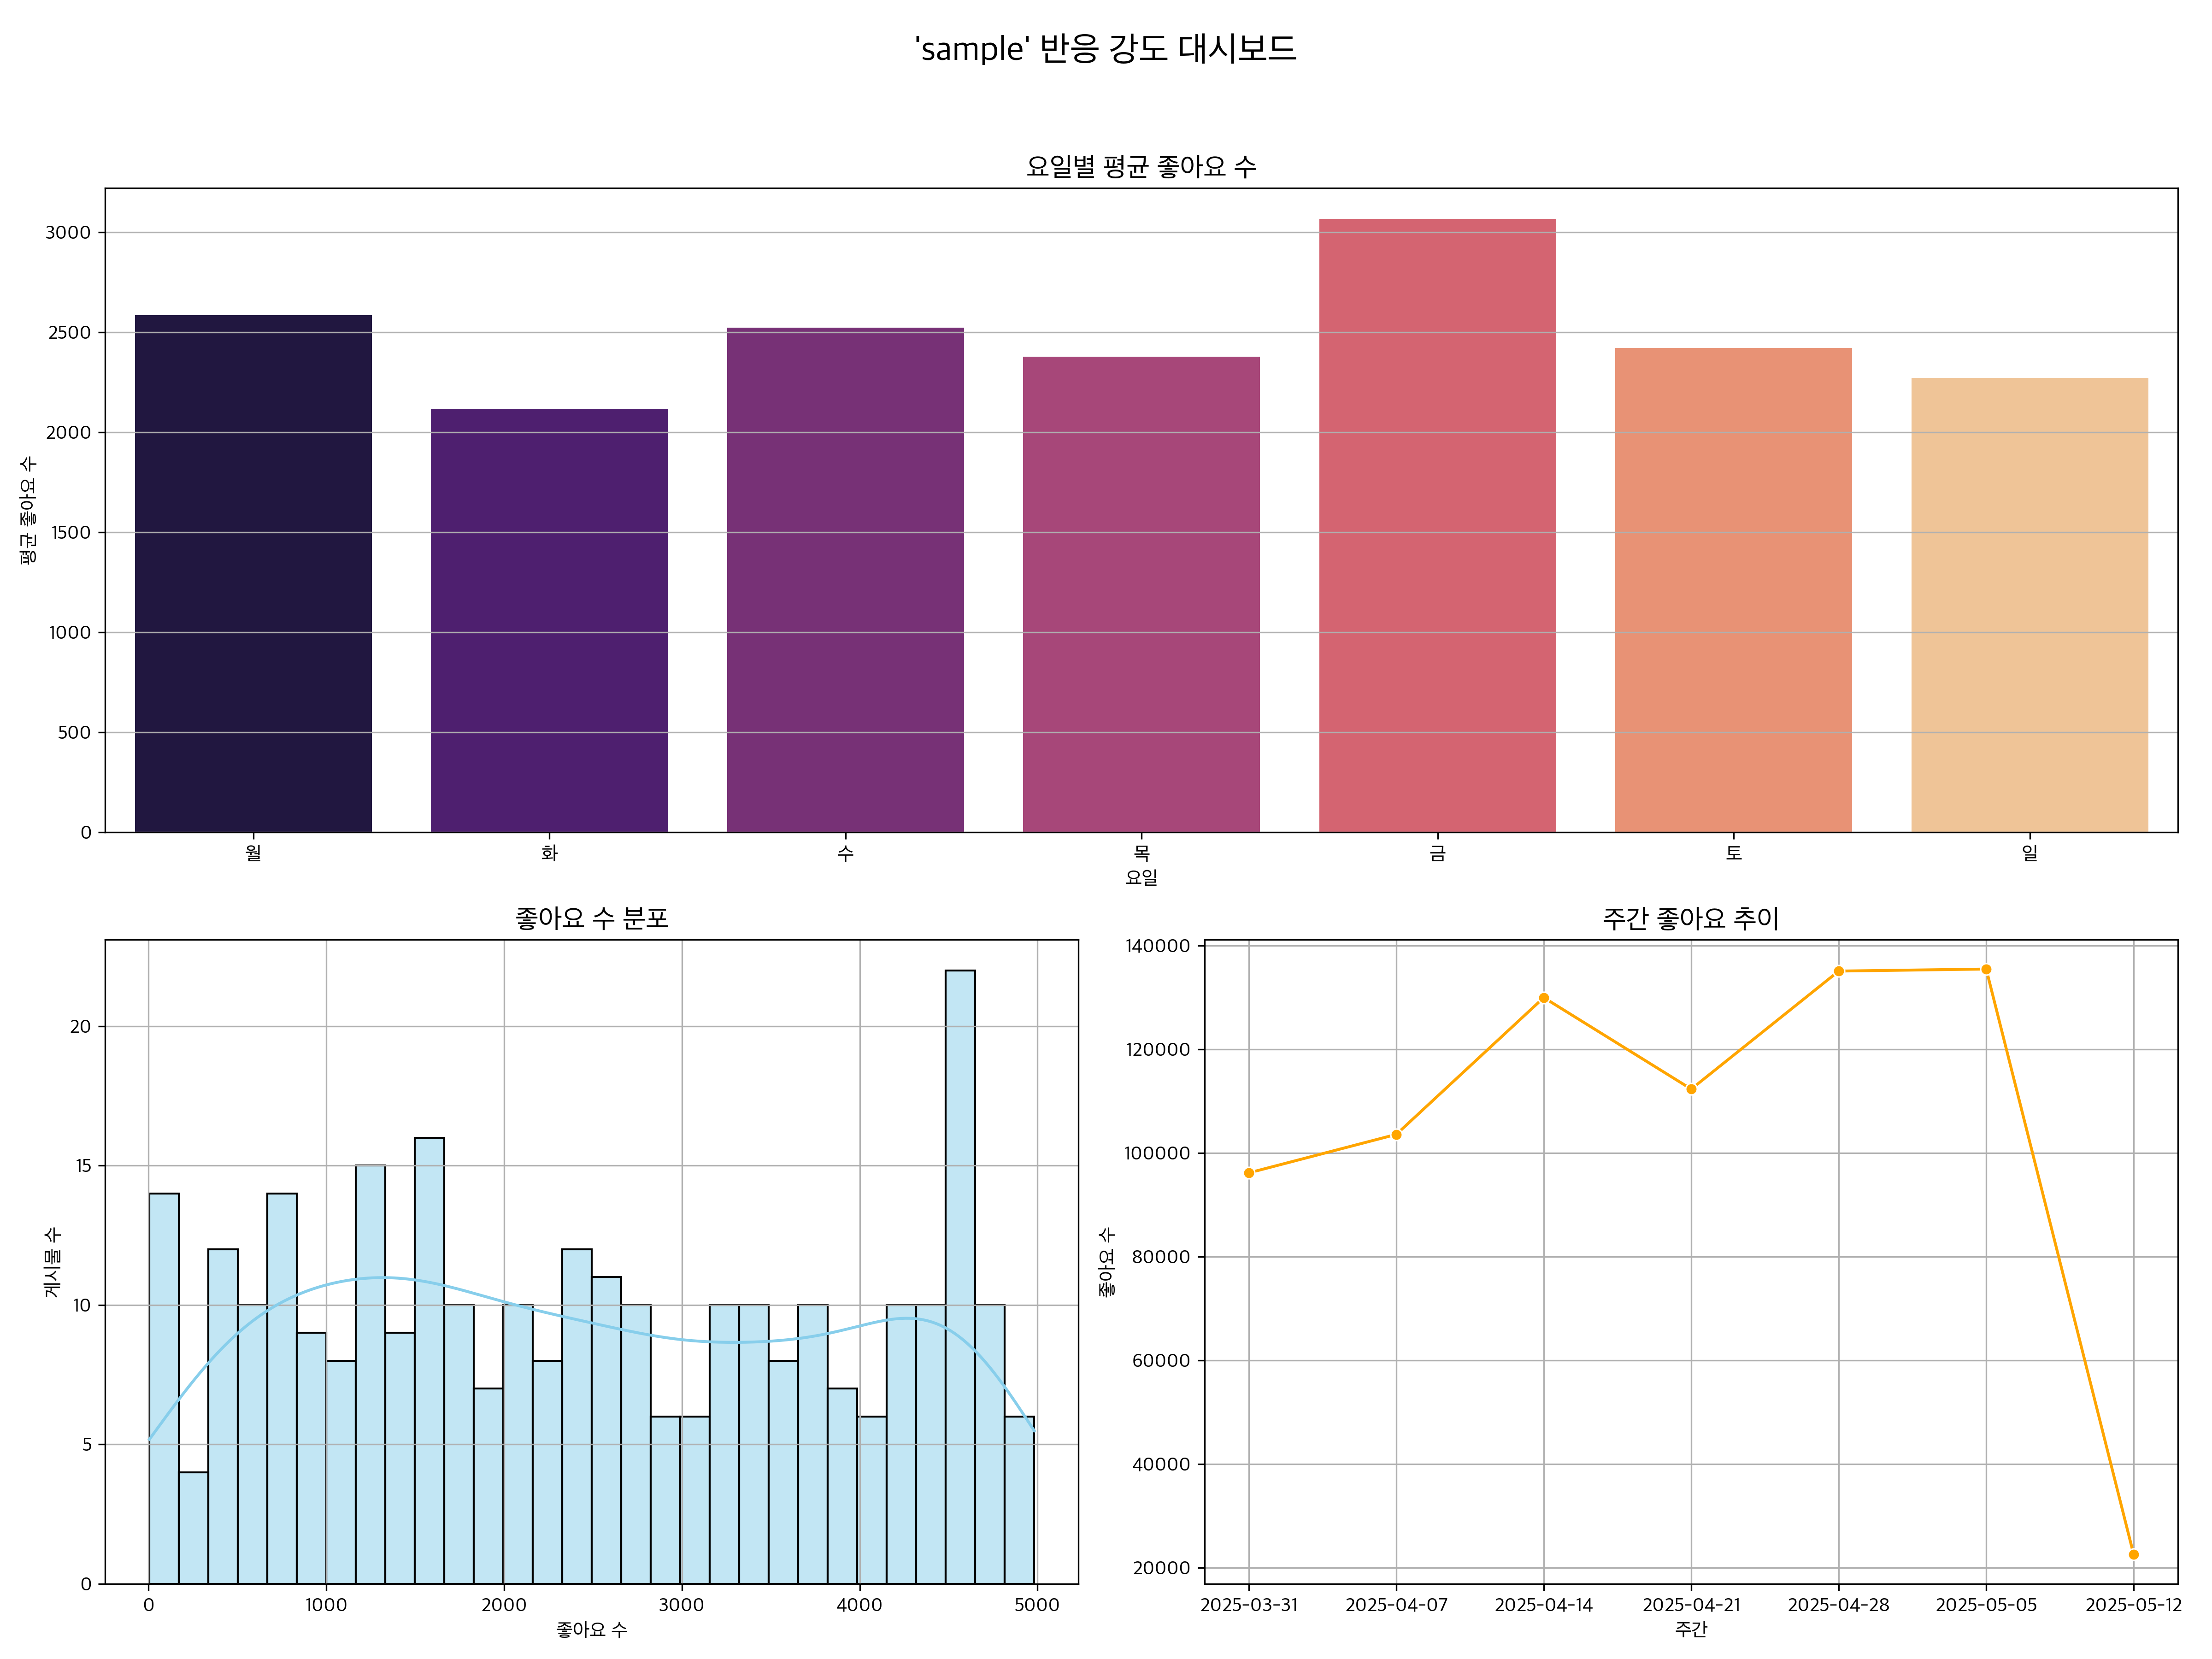 'sample' 반응 강도 대시보드
요일별 평균 좋아요 수
평균 좋아요 수
3000
2500
2000
1500
1000
500
0
월 화 수 목 금 토 일
요일
좋아요 수 분포
게시물 수
20
15
10
5
0
0 1000 2000 3000 4000 5000
좋아요 수
주간 좋아요 추이
좋아요 수
140000
120000
100000
80000
60000
40000
20000
2025-03-31 2025-04-07 2025-04-14 2025-04-21 2025-04-28 2025-05-05 2025-05-12
주간